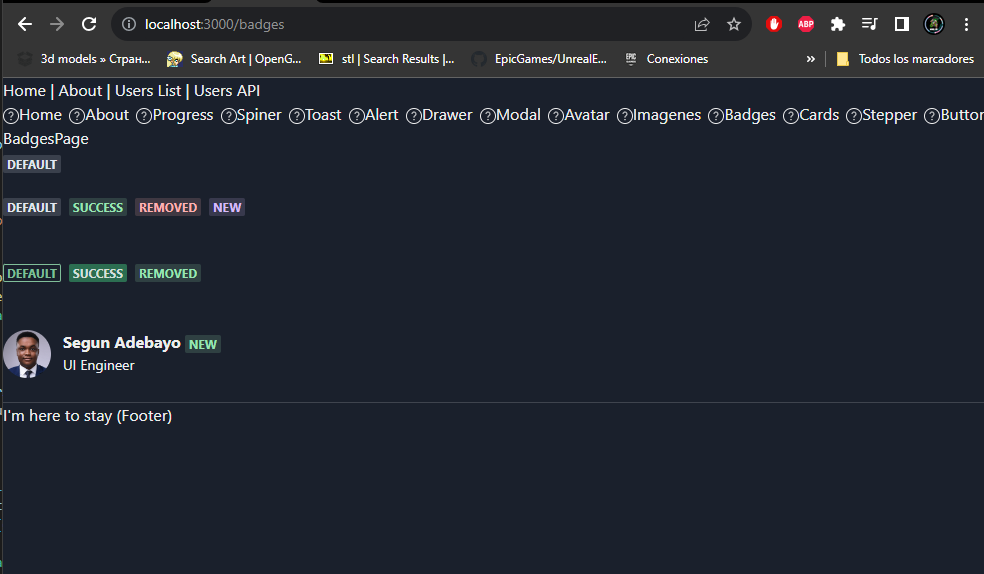 localhost:3000/badges
ABP
3d models » Стран... Search Art | OpenG... stl | Search Results |... EpicGames/UnrealE... EPIC Conexiones » Todos los marcadores
Home | About | Users List | Users API
?Home ?About ?Progress ?Spiner ?Toast ?Alert ?Drawer ?Modal ?Avatar ?Imagenes ?Badges ?Cards ?Stepper ?Button
BadgesPage
DEFAULT
DEFAULT SUCCESS REMOVED NEW
DEFAULT SUCCESS REMOVED
Segun Adebayo NEW
UI Engineer
I'm here to stay (Footer)